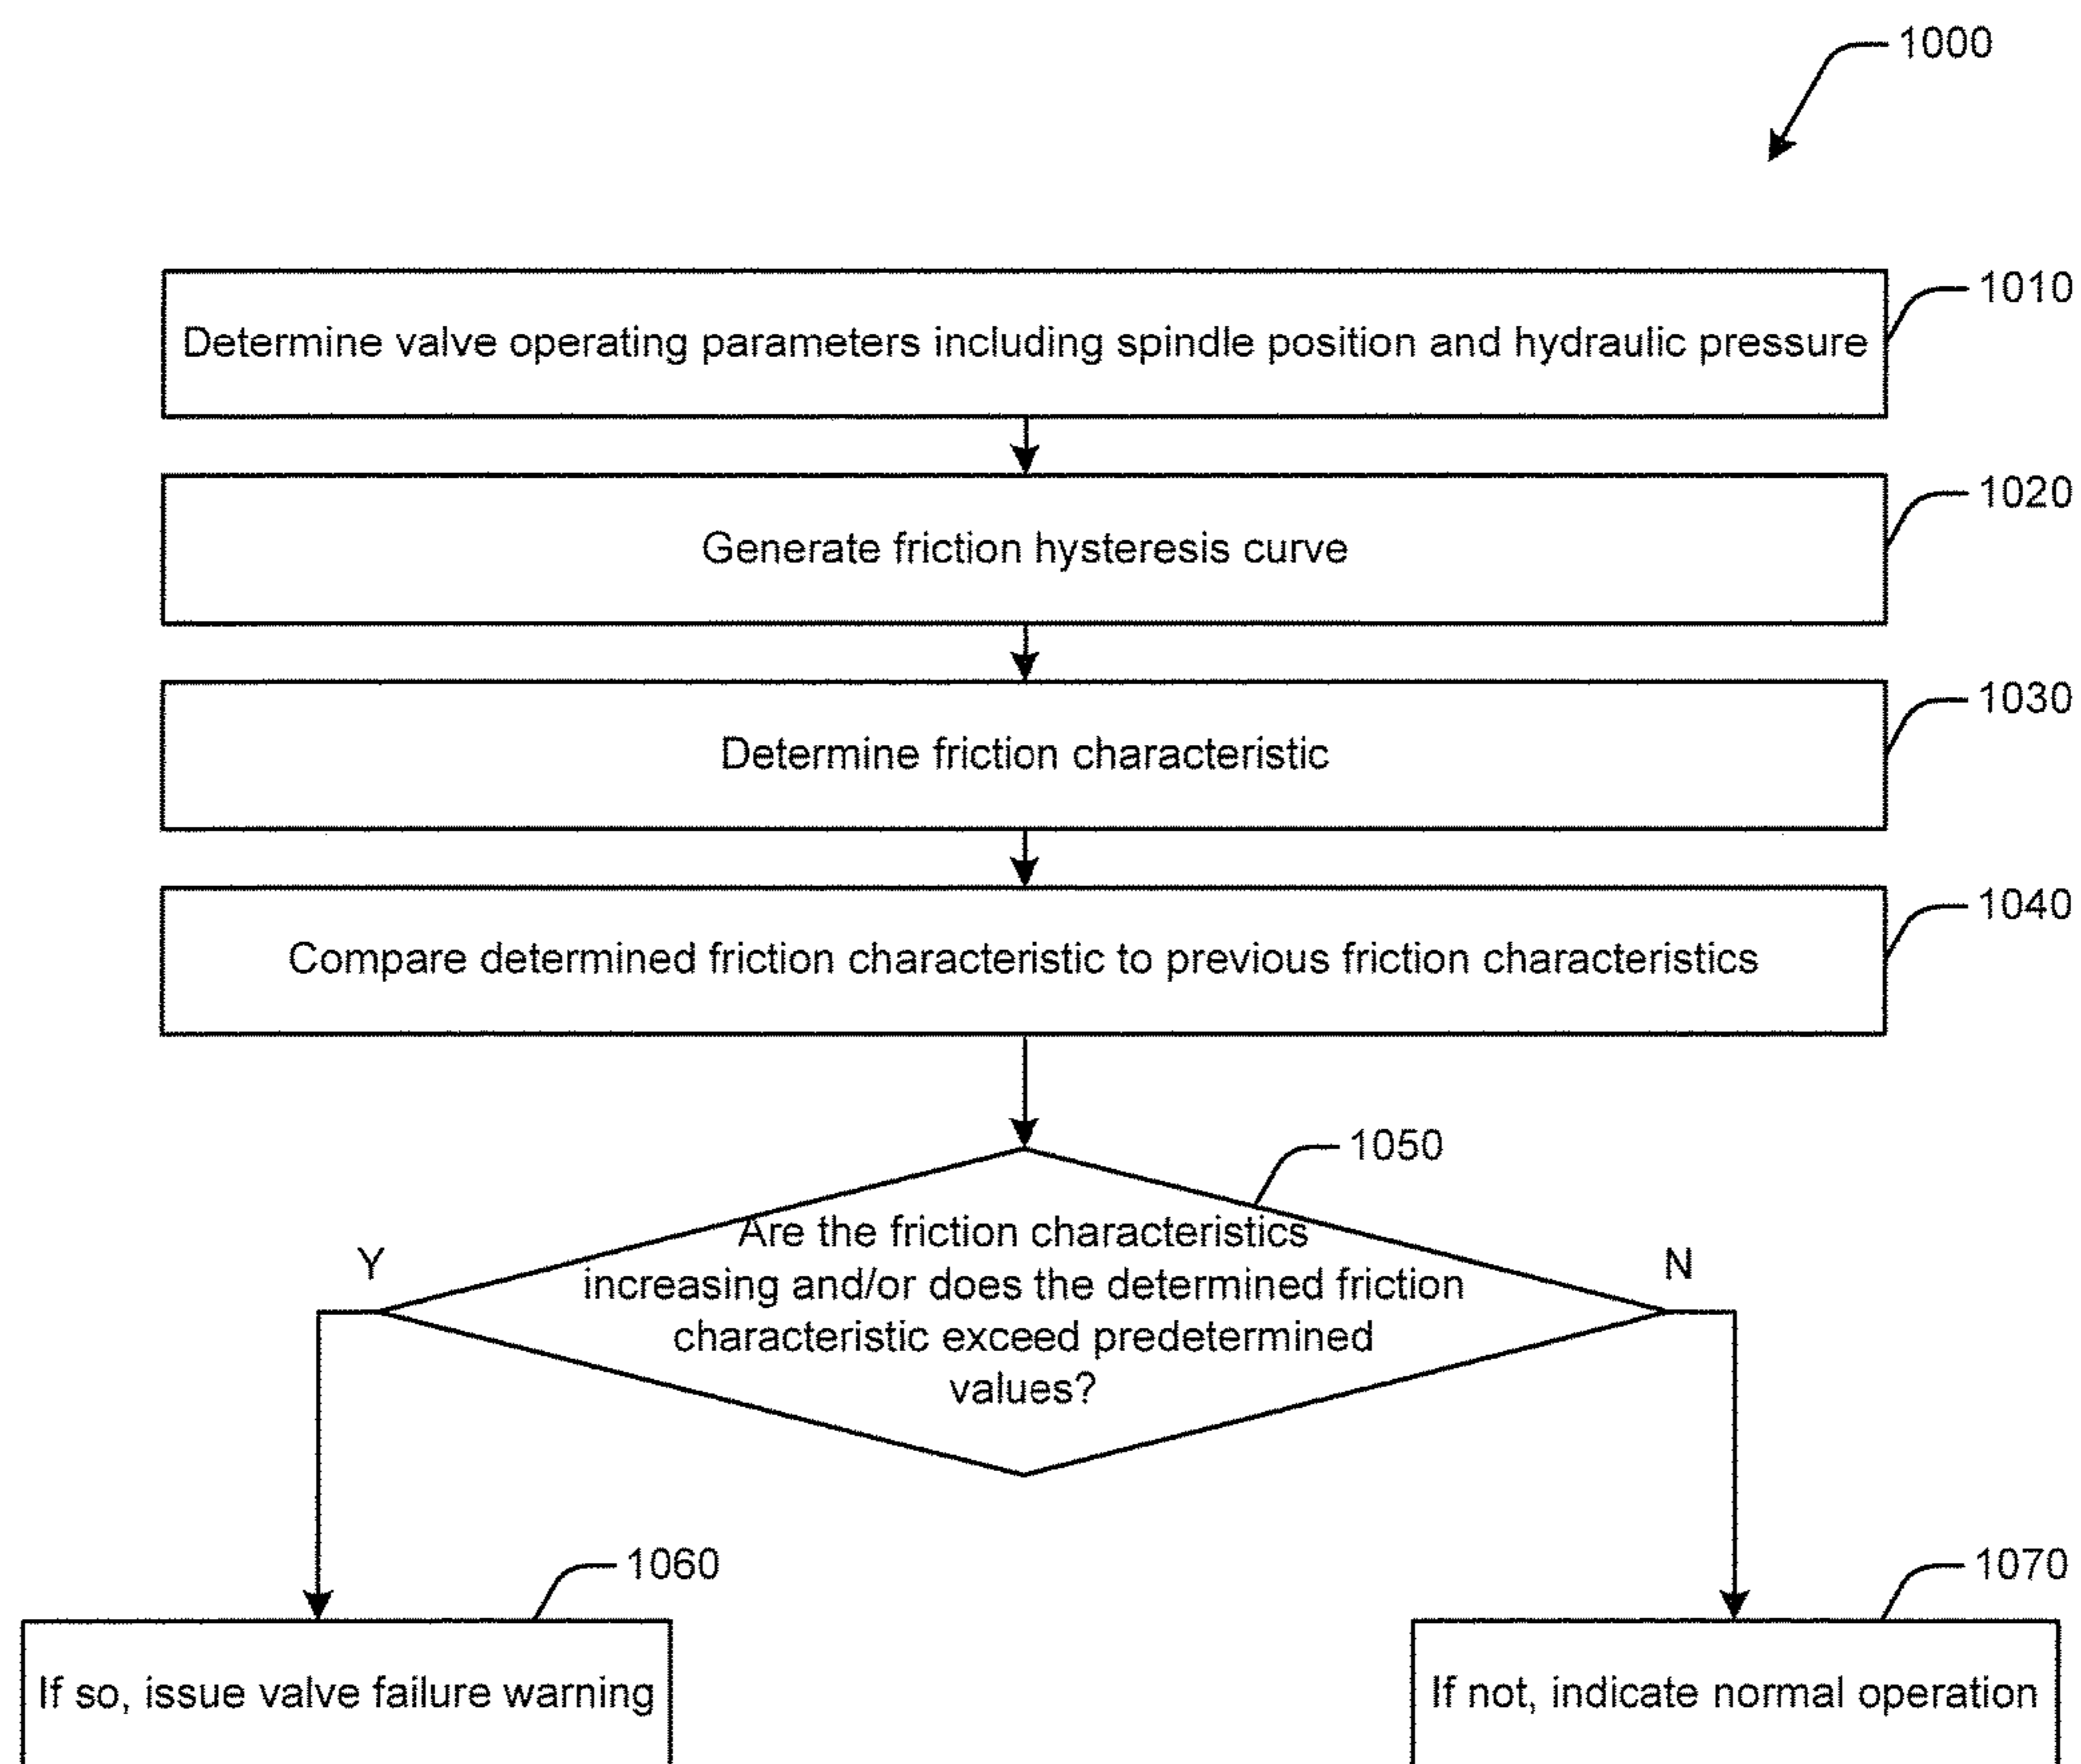 1000
Determine valve operating parameters including spindle position and hydraulic pressure
1010
Generate friction hysteresis curve
1020
Determine friction characteristic
1030
Compare determined friction characteristic to previous friction characteristics
1040
1050
Are the friction characteristics
increasing and/or does the determined friction
characteristic exceed predetermined
values?
Y
N
1060
If so, issue valve failure warning
1070
If not, indicate normal operation